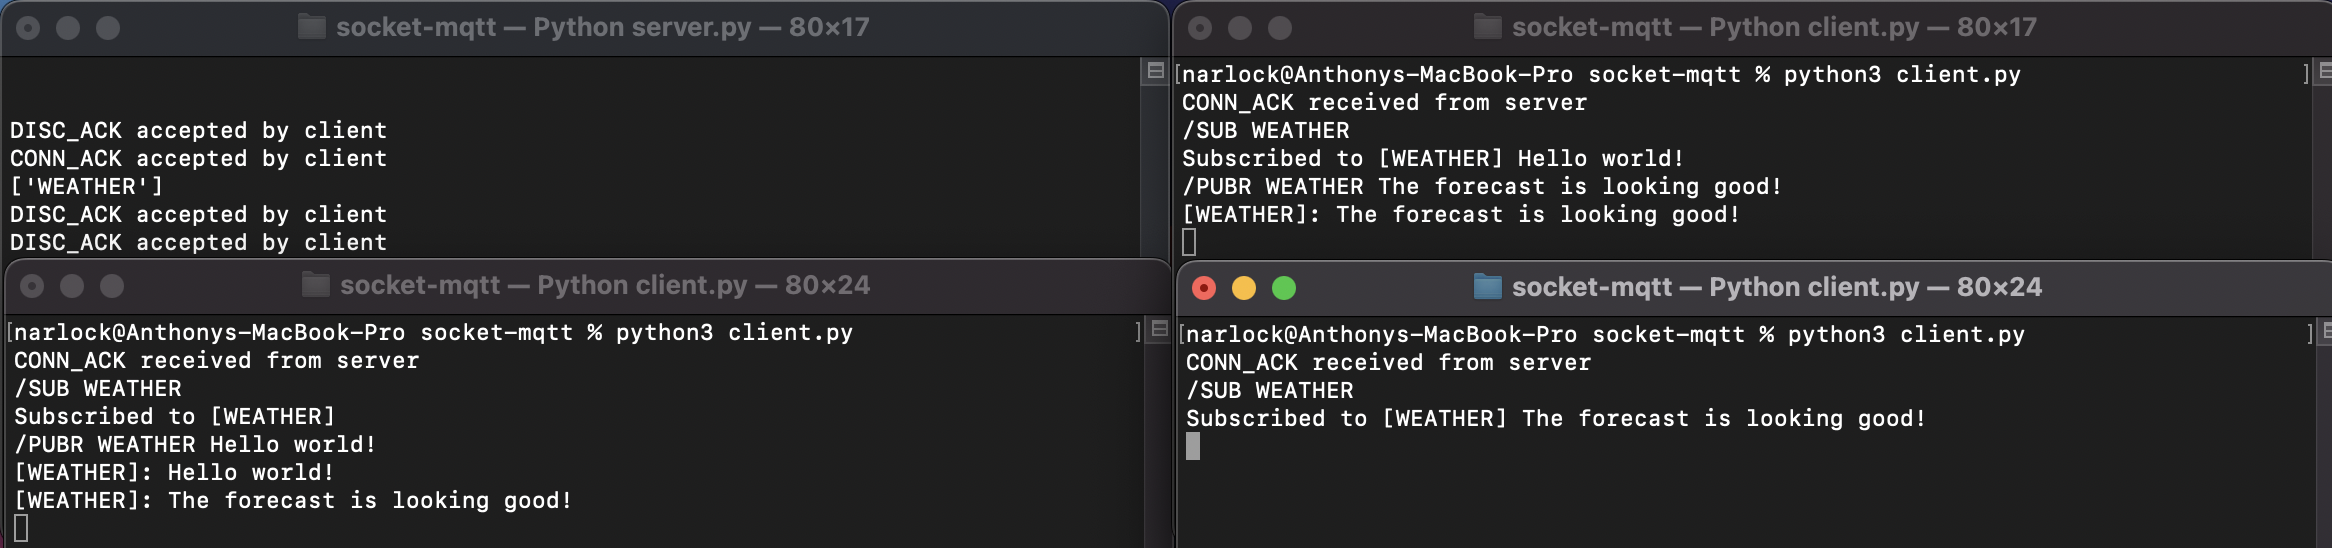 socket-mqtt — Python server.py — 80×17
DISC_ACK accepted by client
CONN_ACK accepted by client
['WEATHER']
DISC_ACK accepted by client
DISC_ACK accepted by client
socket-mqtt — Python client.py — 80×17
[narlock@Anthonys-MacBook-Pro socket-mqtt % python3 client.py ]
CONN_ACK received from server
/SUB WEATHER
Subscribed to [WEATHER] Hello world!
/PUBR WEATHER The forecast is looking good!
[WEATHER]: The forecast is looking good!
socket-mqtt — Python client.py — 80×24
[narlock@Anthonys-MacBook-Pro socket-mqtt % python3 client.py ]
CONN_ACK received from server
/SUB WEATHER
Subscribed to [WEATHER]
/PUBR WEATHER Hello world!
[WEATHER]: Hello world!
[WEATHER]: The forecast is looking good!
socket-mqtt — Python client.py — 80×24
[narlock@Anthonys-MacBook-Pro socket-mqtt % python3 client.py ]
CONN_ACK received from server
/SUB WEATHER
Subscribed to [WEATHER] The forecast is looking good!